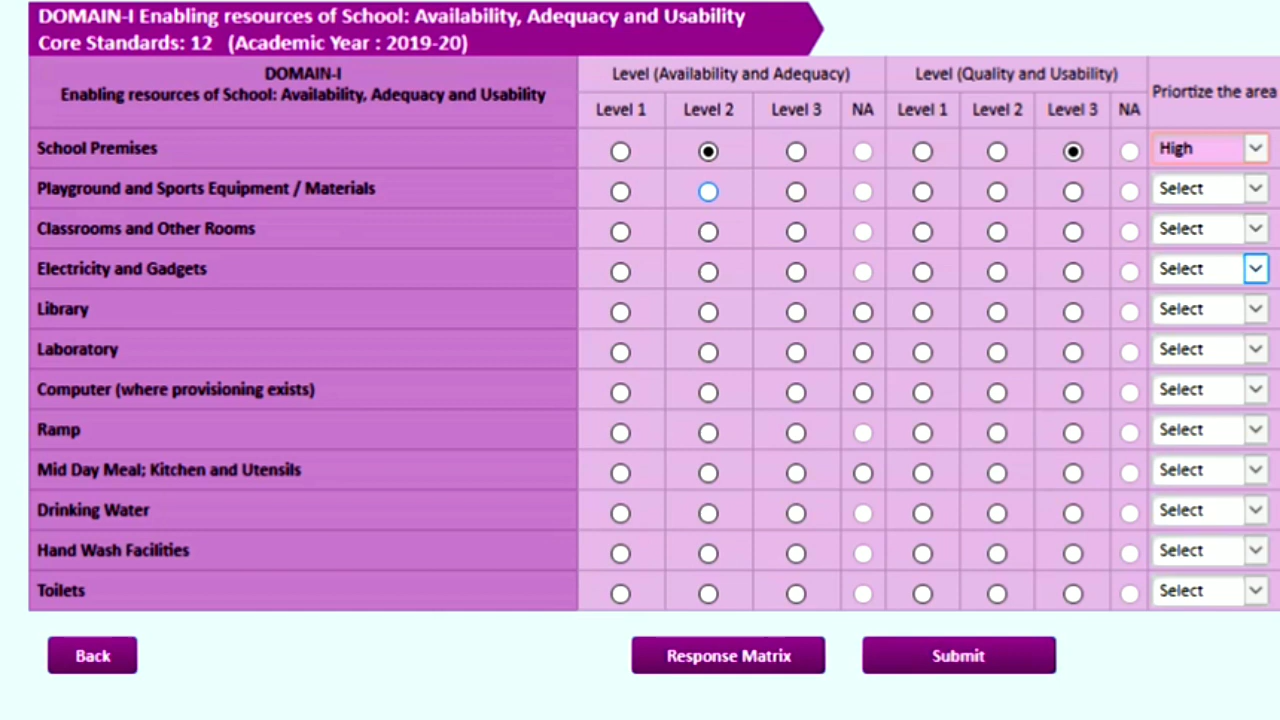 DOMAIN-I Enabling resources of School: Availability, Adequacy and Usability
Core Standards: 12 (Academic Year : 2019-20)
DOMAIN-I
Enabling resources of School: Availability, Adequacy and Usability
Level (Availability and Adequacy)
Level (Quality and Usability)
Priortize the area
Level 1 Level 2 Level 3 NA Level 1 Level 2 Level 3 NA
School Premises High
Playground and Sports Equipment / Materials Select
Classrooms and Other Rooms Select
Electricity and Gadgets Select
Library Select
Laboratory Select
Computer (where provisioning exists) Select
Ramp Select
Mid Day Meal; Kitchen and Utensils Select
Drinking Water Select
Hand Wash Facilities Select
Toilets Select
Back Response Matrix Submit